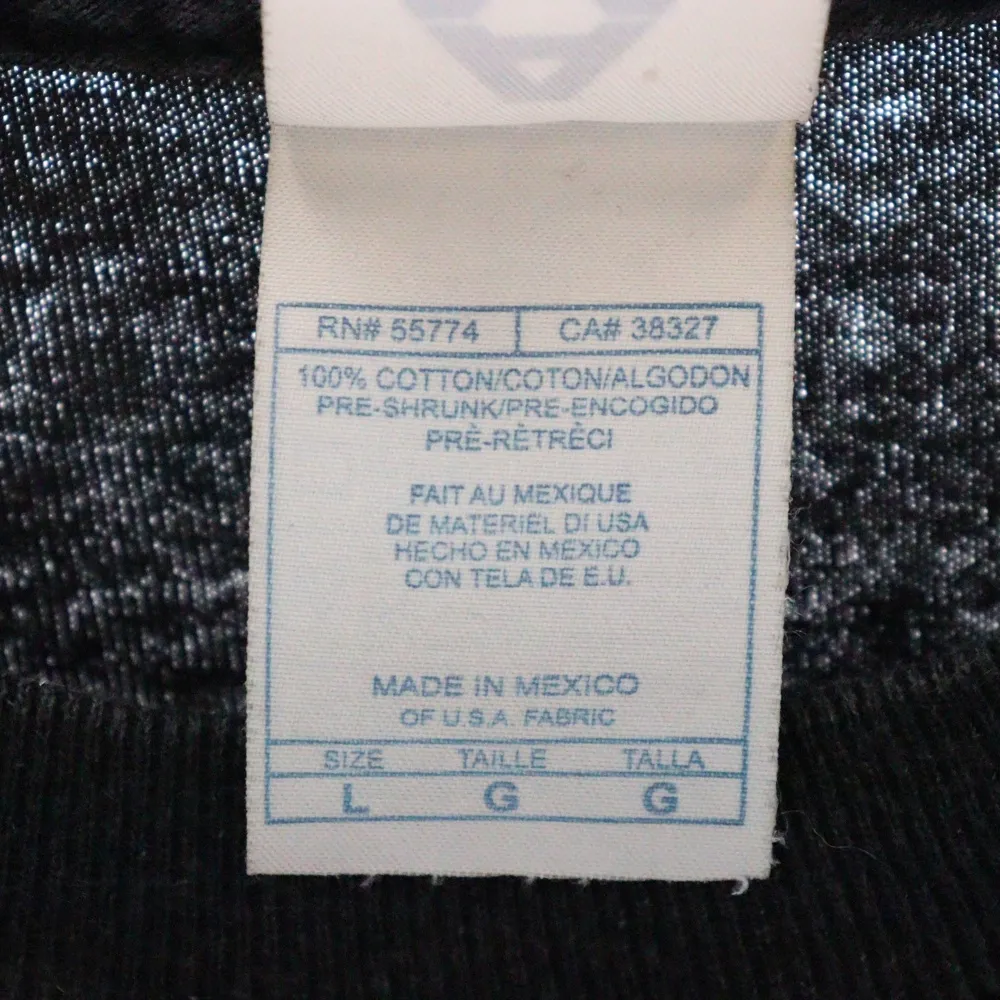 RN# 55774 CA# 38327
100% COTTON/COTON/ALGODON
PRE-SHRUNK/PRE-ENCOGIDO
PRÈ-RÈTRÈCI
FAIT AU MEXIQUE
DE MATERIEL DI USA
HECHO EN MEXICO
CON TELA DE E.U.
MADE IN MEXICO
OF U.S.A. FABRIC
SIZE TAILLE TALLA
L G G